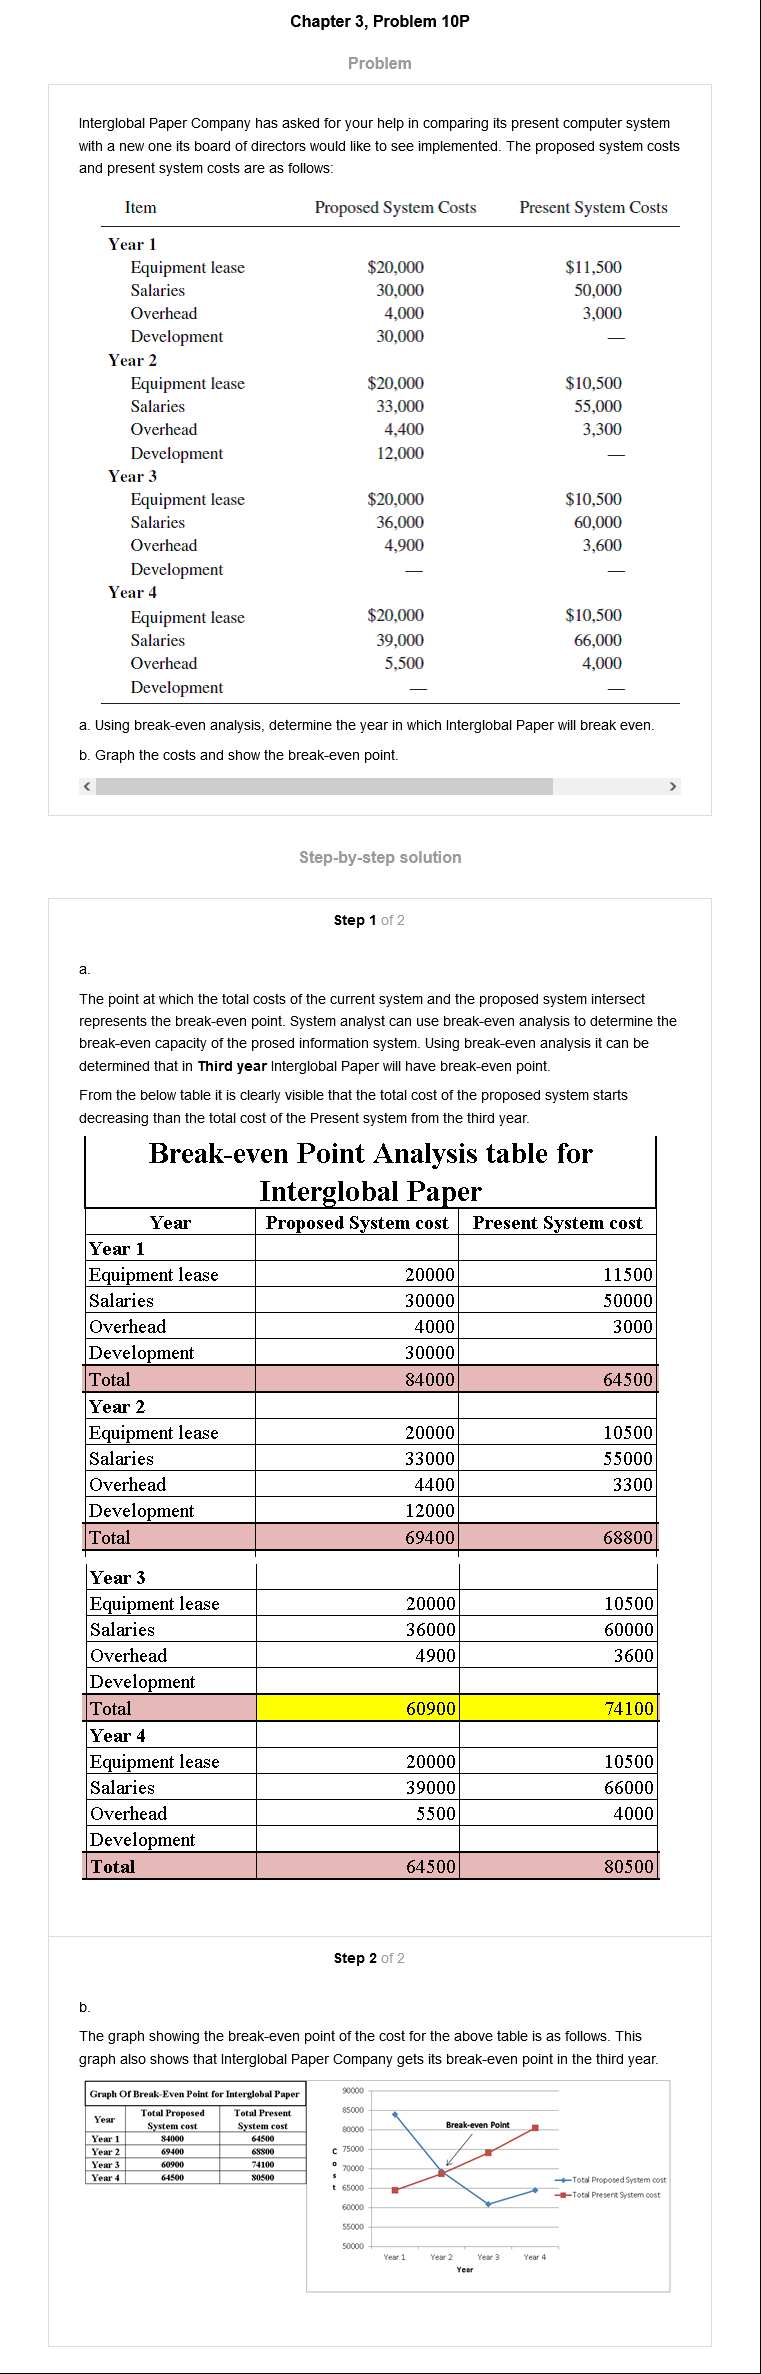 Chapter 3, Problem 10P
Problem
Interglobal Paper Company has asked for your help in comparing its present computer system
with a new one its board of directors would like to see implemented. The proposed system costs
and present system costs are as follows:
Item Proposed System Costs Present System Costs
Year 1
Equipment lease $20,000 $11,500
Salaries 30,000 50,000
Overhead 4,000 3,000
Development 30,000 —
Year 2
Equipment lease $20,000 $10,500
Salaries 33,000 55,000
Overhead 4,400 3,300
Development 12,000 —
Year 3
Equipment lease $20,000 $10,500
Salaries 36,000 60,000
Overhead 4,900 3,600
Development — —
Year 4
Equipment lease $20,000 $10,500
Salaries 39,000 66,000
Overhead 5,500 4,000
Development — —
a. Using break-even analysis, determine the year in which Interglobal Paper will break even.
b. Graph the costs and show the break-even point.
Step-by-step solution
Step 1 of 2
a.
The point at which the total costs of the current system and the proposed system intersect
represents the break-even point. System analyst can use break-even analysis to determine the
break-even capacity of the prosed information system. Using break-even analysis it can be
determined that in Third year Interglobal Paper will have break-even point.
From the below table it is clearly visible that the total cost of the proposed system starts
decreasing than the total cost of the Present system from the third year.
Break-even Point Analysis table for
Interglobal Paper
Year Proposed System cost Present System cost
Year 1
Equipment lease 20000 11500
Salaries 30000 50000
Overhead 4000 3000
Development 30000
Total 84000 64500
Year 2
Equipment lease 20000 10500
Salaries 33000 55000
Overhead 4400 3300
Development 12000
Total 69400 68800
Year 3
Equipment lease 20000 10500
Salaries 36000 60000
Overhead 4900 3600
Development
Total 60900 74100
Year 4
Equipment lease 20000 10500
Salaries 39000 66000
Overhead 5500 4000
Development
Total 64500 80500
Step 2 of 2
b.
The graph showing the break-even point of the cost for the above table is as follows. This
graph also shows that Interglobal Paper Company gets its break-even point in the third year.
Graph Of Break-Even Point for Interglobal Paper
Year Total Proposed System cost Total Present System cost
Year 1 84000 64500
Year 2 69400 68800
Year 3 60900 74100
Year 4 64500 80500
90000
85000
80000
75000
70000
65000
60000
55000
50000
Cost
Break-even Point
Total Proposed System cost
Total Present System cost
Year 1 Year 2 Year 3 Year 4
Year